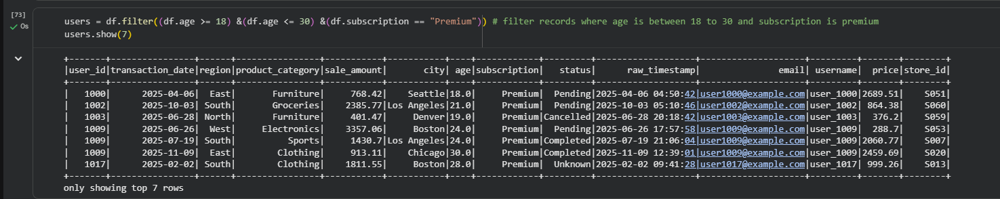 [73]
0s
users = df.filter((df.age >= 18) &(df.age <= 30) &(df.subscription == "Premium")) # filter records where age is between 18 to 30 and subscription is premium
users.show(7)
+-------+----------------+------+----------------+-----------+-----------+----+------------+---------+-------------------+--------------------+---------+-------+--------+
|user_id|transaction_date|region|product_category|sale_amount|       city| age|subscription|   status|      raw_timestamp|               email| username|  price|store_id|
+-------+----------------+------+----------------+-----------+-----------+----+------------+---------+-------------------+--------------------+---------+-------+--------+
|   1000|      2025-04-06|  East|       Furniture|     768.42|    Seattle|18.0|     Premium|  Pending|2025-04-06 04:50:42|user1000@example.com|user_1000|2689.51|    S051|
|   1002|      2025-10-03| South|       Groceries|    2385.77|Los Angeles|21.0|     Premium|  Pending|2025-10-03 05:10:46|user1002@example.com|user_1002| 864.38|    S060|
|   1003|      2025-06-28| North|       Furniture|     401.47|     Denver|19.0|     Premium|Cancelled|2025-06-28 20:18:42|user1003@example.com|user_1003|  376.2|    S059|
|   1009|      2025-06-26|  West|     Electronics|    3357.06|     Boston|24.0|     Premium|  Pending|2025-06-26 17:57:58|user1009@example.com|user_1009|  288.7|    S053|
|   1009|      2025-07-19| South|          Sports|     1430.7|Los Angeles|24.0|     Premium|Completed|2025-07-19 21:06:04|user1009@example.com|user_1009|2060.77|    S007|
|   1009|      2025-11-09|  East|        Clothing|     913.11|    Chicago|30.0|     Premium|Completed|2025-11-09 12:39:01|user1009@example.com|user_1009|2459.69|    S020|
|   1017|      2025-02-02| South|        Clothing|    1811.55|     Boston|28.0|     Premium|  Unknown|2025-02-02 09:41:28|user1017@example.com|user_1017| 999.26|    S013|
+-------+----------------+------+----------------+-----------+-----------+----+------------+---------+-------------------+--------------------+---------+-------+--------+
only showing top 7 rows